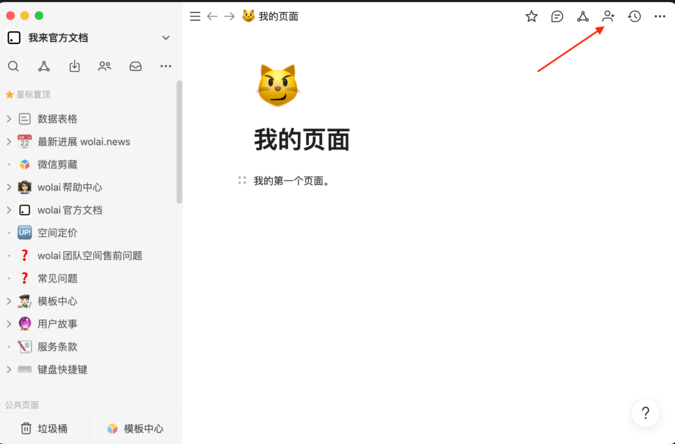 我来官方文档
我的页面
星标置顶
数据表格
最新进展 wolai.news
微信剪藏
wolai 帮助中心
wolai 官方文档
UP!
空间定价
wolai 团队空间售前问题
常见问题
模板中心
用户故事
服务条款
键盘快捷键
公共页面
垃圾桶
模板中心
我的页面
我的第一个页面。
?